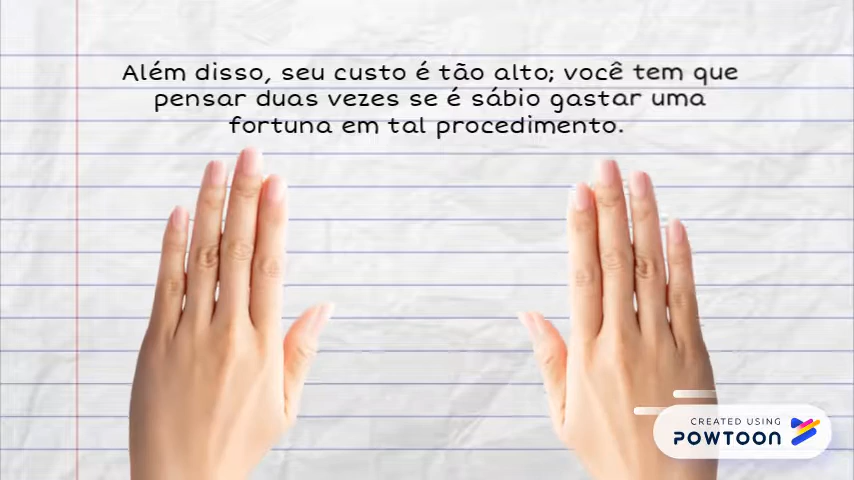 Além disso, seu custo é tão alto; você tem que
pensar duas vezes se é sábio gastar uma
fortuna em tal procedimento.
CREATED USING
POWTOON